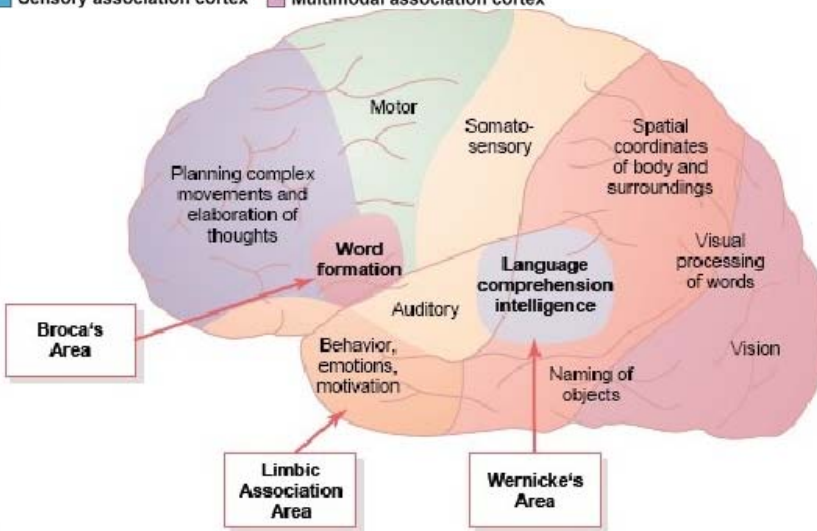 Sensory association cortex Multimodal association cortex
Motor
Somato-
sensory
Spatial
coordinates
of body and
surroundings
Planning complex
movements and
elaboration of
thoughts
Word
formation
Language
comprehension
intelligence
Visual
processing
of words
Auditory
Broca's
Area
Behavior,
emotions,
motivation
Vision
Naming of
objects
Limbic
Association
Area
Wernicke's
Area